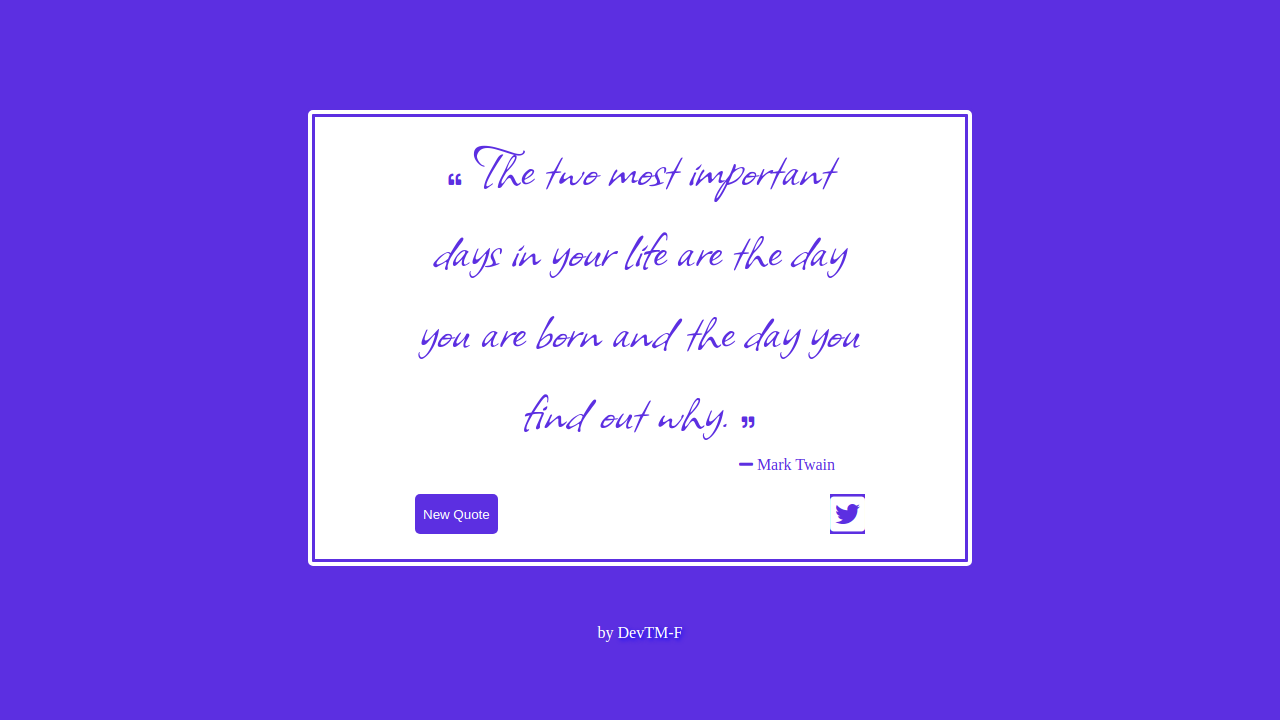 ❝ The two most important
days in your life are the day
you are born and the day you
find out why. ❞
━ Mark Twain
New Quote
by DevTM-F